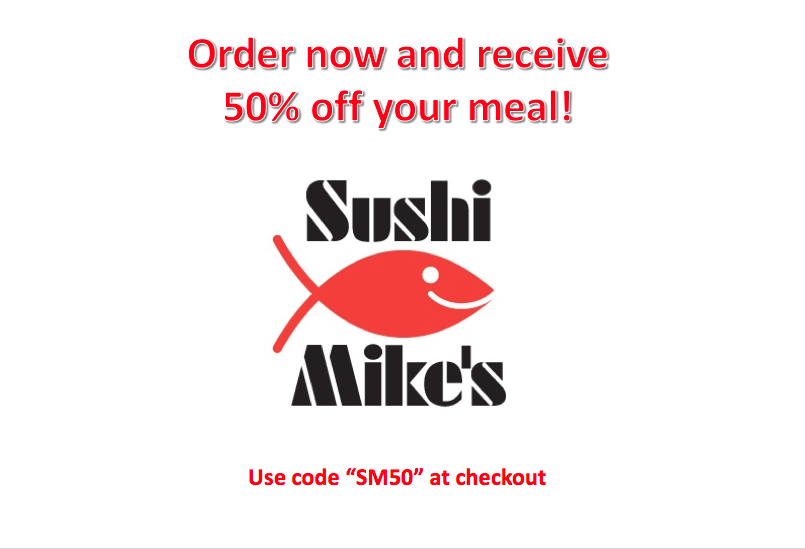 Order now and receive
50% off your meal!
Sushi
Mike's
Use code “SM50” at checkout